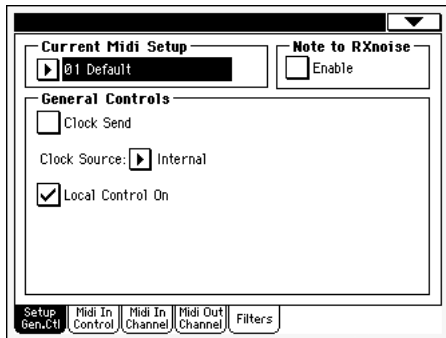 Current Midi Setup
Note to RXnoise
01 Default
Enable
General Controls
Clock Send
Clock Source: Internal
Local Control On
Setup
Gen.Ctl
Midi In
Control
Midi In
Channel
Midi Out
Channel
Filters